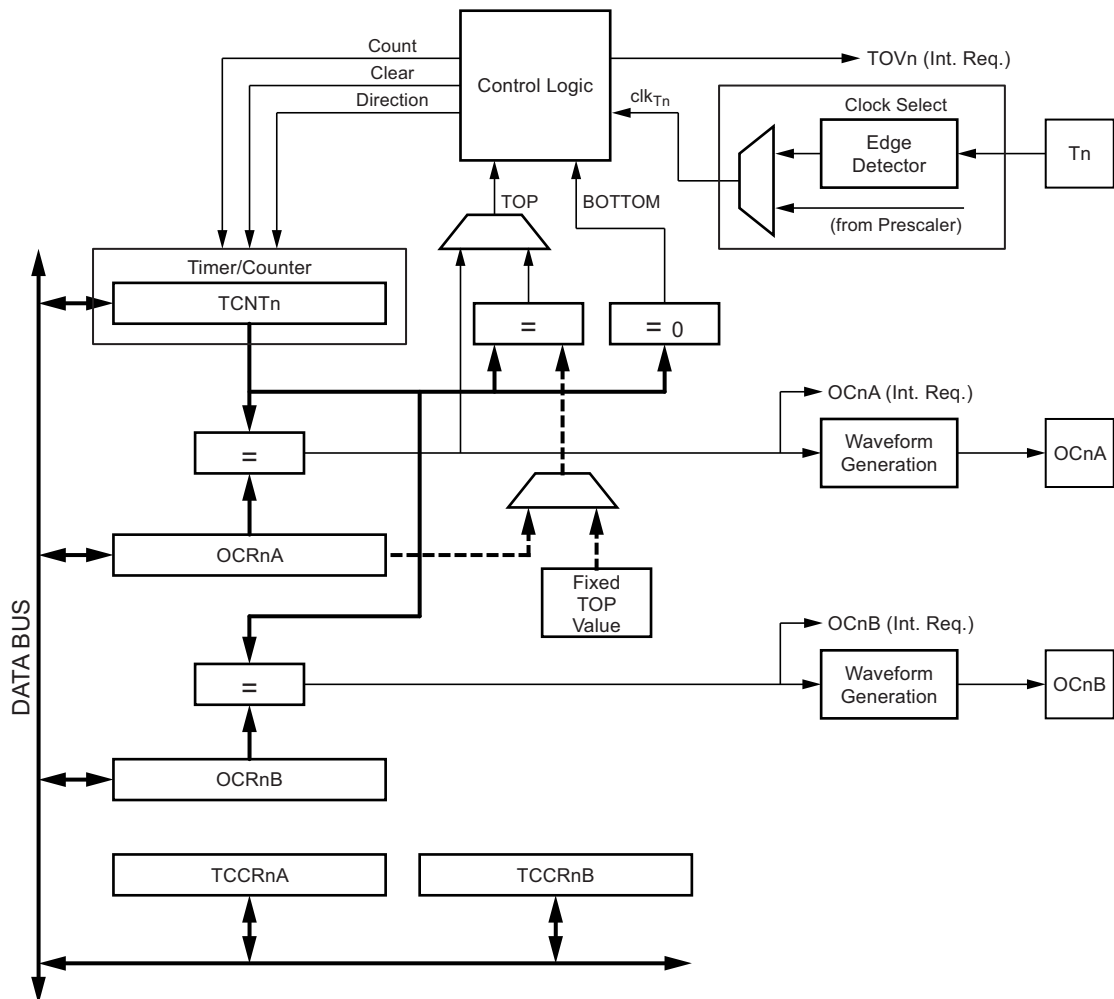 Count
Clear
Direction
Control Logic
TOVn (Int. Req.)
clkTn
Clock Select
Edge
Detector
Tn
(from Prescaler)
TOP
BOTTOM
Timer/Counter
TCNTn
=
= 0
OCnA (Int. Req.)
=
Waveform
Generation
OCnA
OCRnA
Fixed
TOP
Value
DATA BUS
OCnB (Int. Req.)
=
Waveform
Generation
OCnB
OCRnB
TCCRnA
TCCRnB